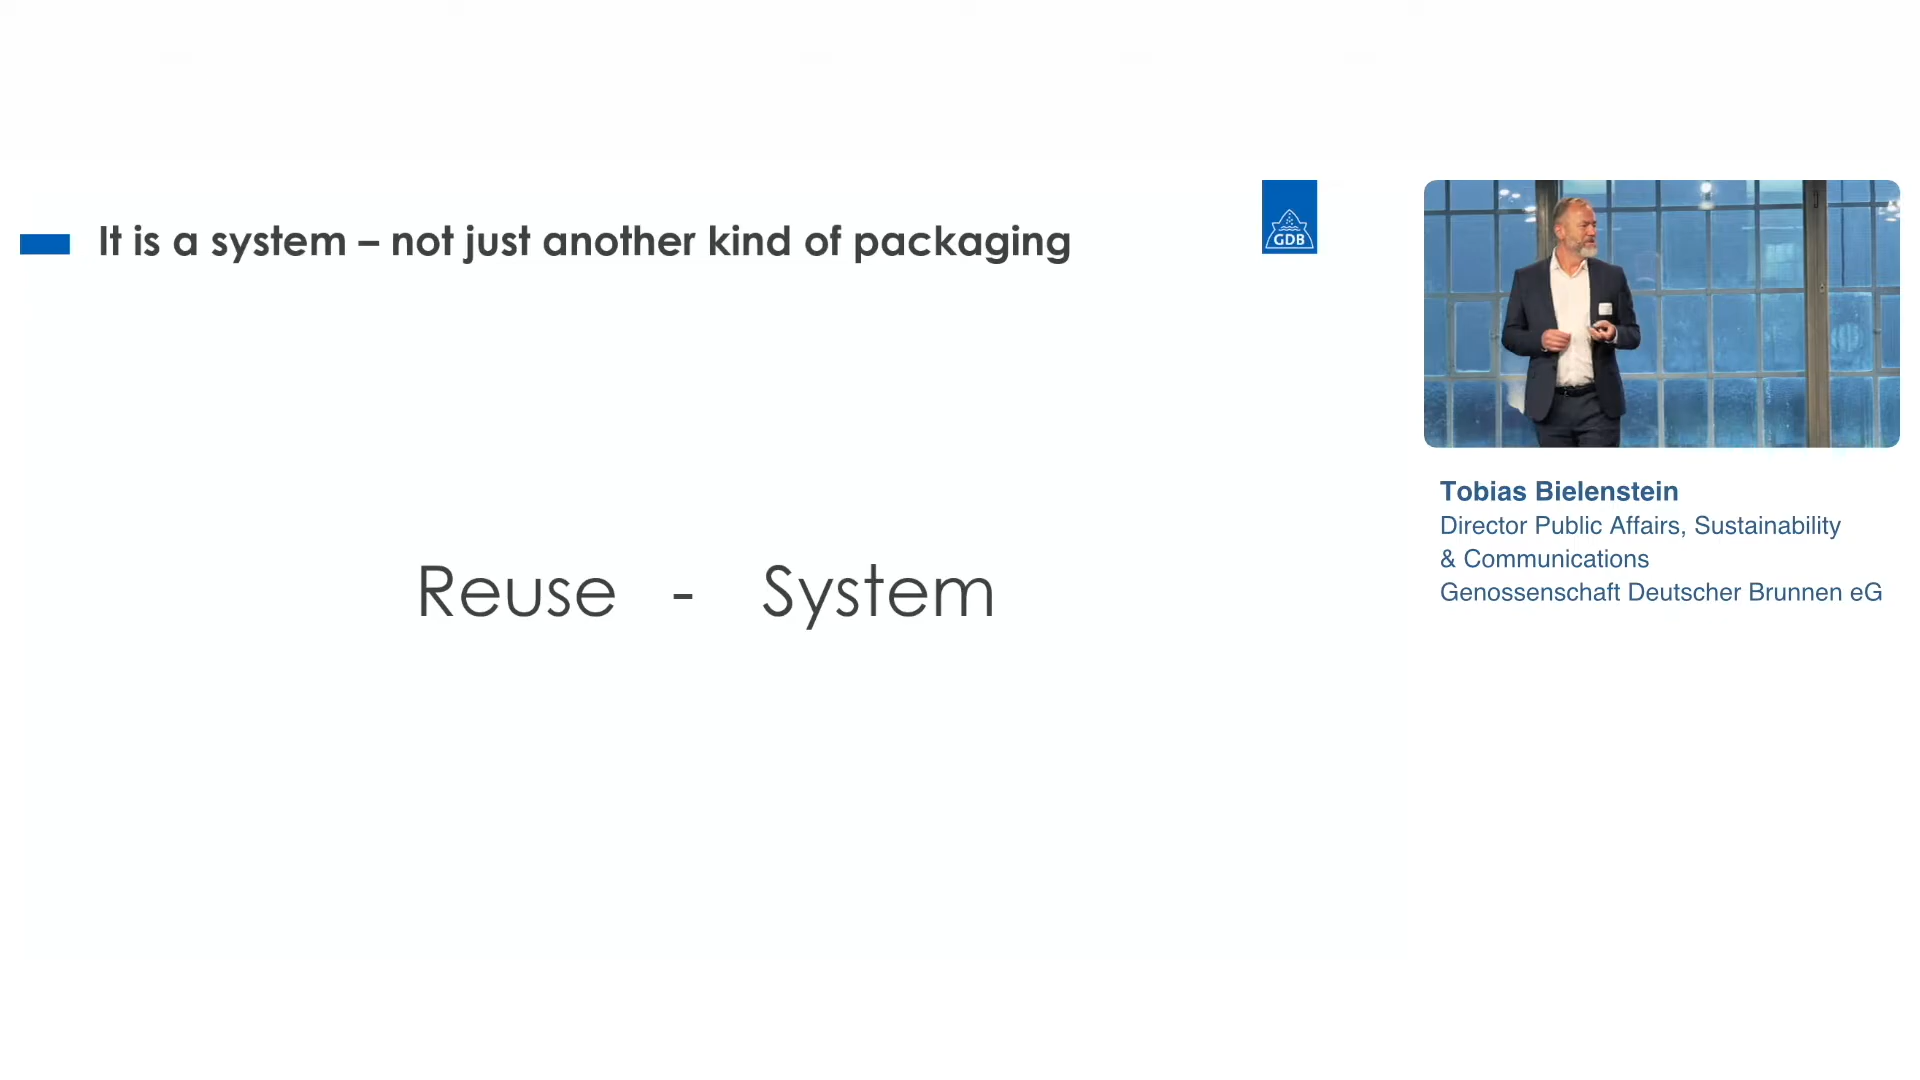 It is a system – not just another kind of packaging
GDB
Reuse - System
Tobias Bielenstein
Director Public Affairs, Sustainability
& Communications
Genossenschaft Deutscher Brunnen eG